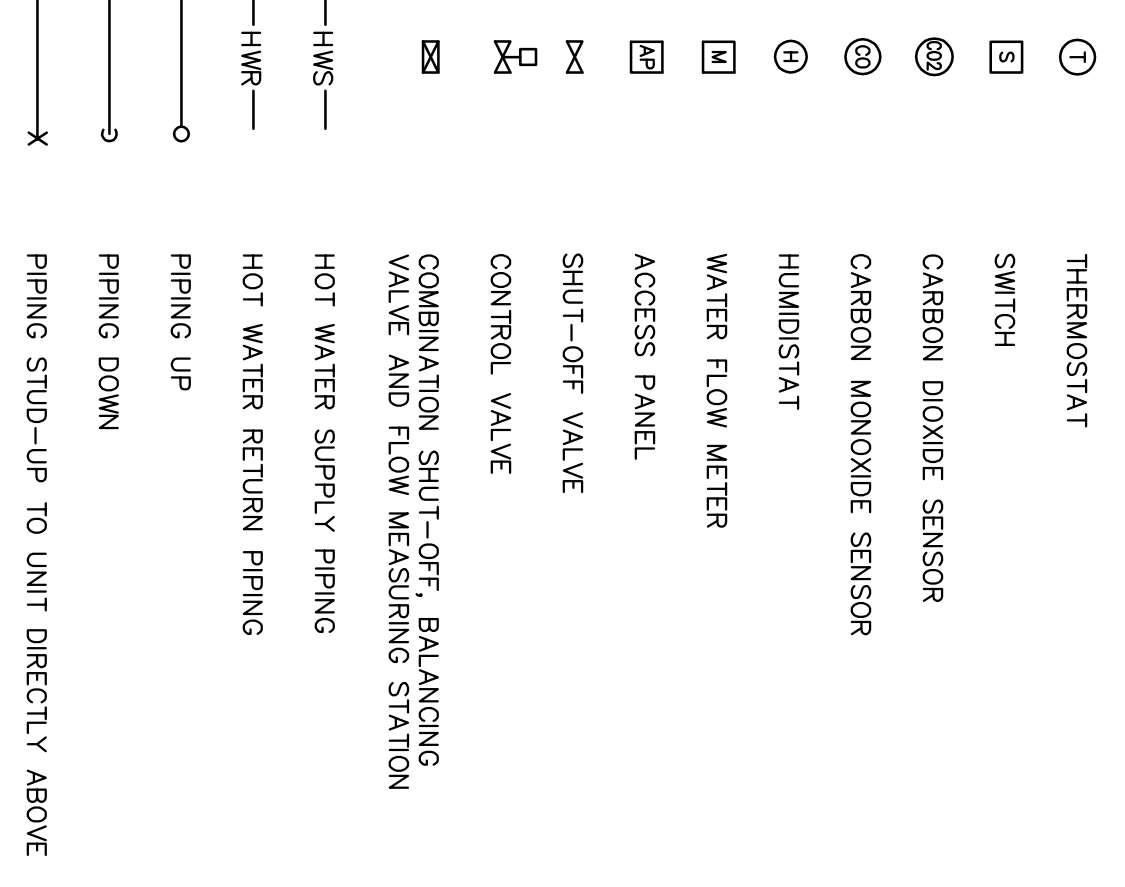 T THERMOSTAT
S SWITCH
CO2 CARBON DIOXIDE SENSOR
CO CARBON MONOXIDE SENSOR
H HUMIDISTAT
M WATER FLOW METER
AP ACCESS PANEL
SHUT-OFF VALVE
CONTROL VALVE
COMBINATION SHUT-OFF, BALANCING
VALVE AND FLOW MEASURING STATION
HWS HOT WATER SUPPLY PIPING
HWR HOT WATER RETURN PIPING
PIPING UP
PIPING DOWN
PIPING STUD-UP TO UNIT DIRECTLY ABOVE